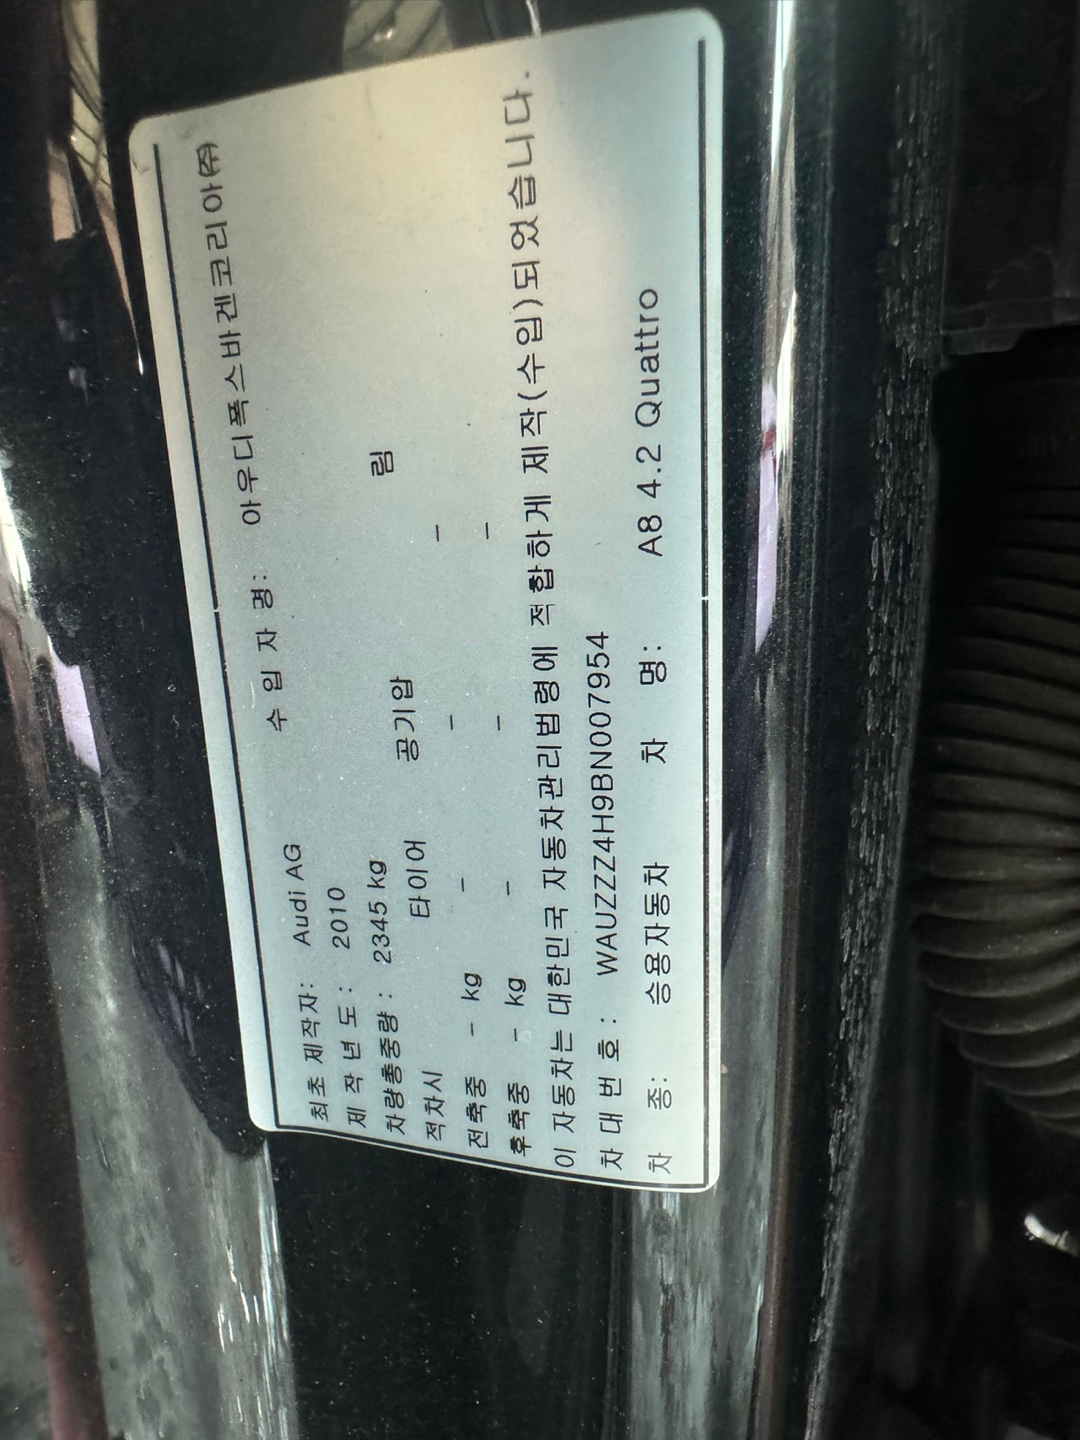 최초 제작자: Audi AG 수 입 자 명: 아우디폭스바겐코리아㈜
제 작 년 도 : 2010
차량총중량 : 2345 kg
적차시 타이어 공기압 림
전축중 - kg - - -
후축중 - kg - - -
이 자동차는 대한민국 자동차관리법령에 적합하게 제작(수입)되었습니다.
차 대 번 호 : WAUZZZ4H9BN007954
차 종: 승용자동차 차 명: A8 4.2 Quattro